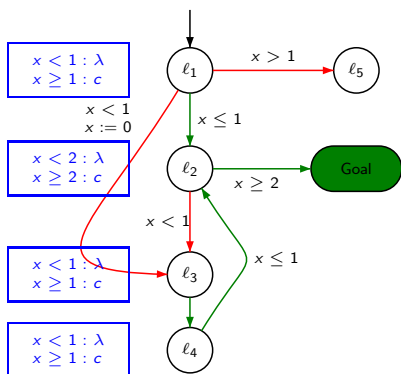 x < 1 : λ
x ≥ 1 : c
ℓ1
x > 1
ℓ5
x < 1
x := 0
x ≤ 1
x < 2 : λ
x ≥ 2 : c
ℓ2
x ≥ 2
Goal
x < 1
x ≤ 1
x < 1 : λ
x ≥ 1 : c
ℓ3
x < 1 : λ
x ≥ 1 : c
ℓ4